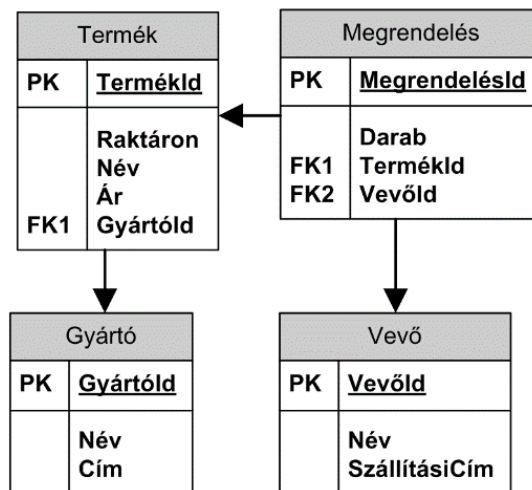 Termék
PK TermékId
Raktáron
Név
Ár
FK1 GyártóId
Megrendelés
PK MegrendelésId
Darab
FK1 TermékId
FK2 VevőId
Gyártó
PK GyártóId
Név
Cím
Vevő
PK VevőId
Név
SzállításiCím